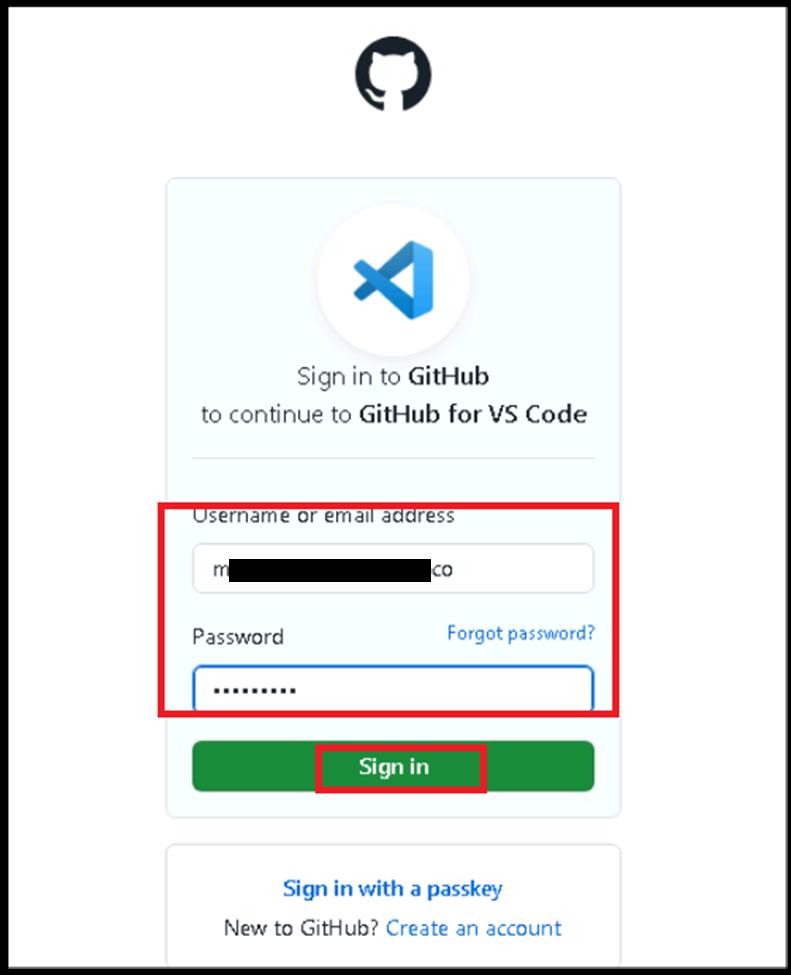 Sign in to GitHub
to continue to GitHub for VS Code
Username or email address
m co
Password Forgot password?
Sign in
Sign in with a passkey
New to GitHub? Create an account